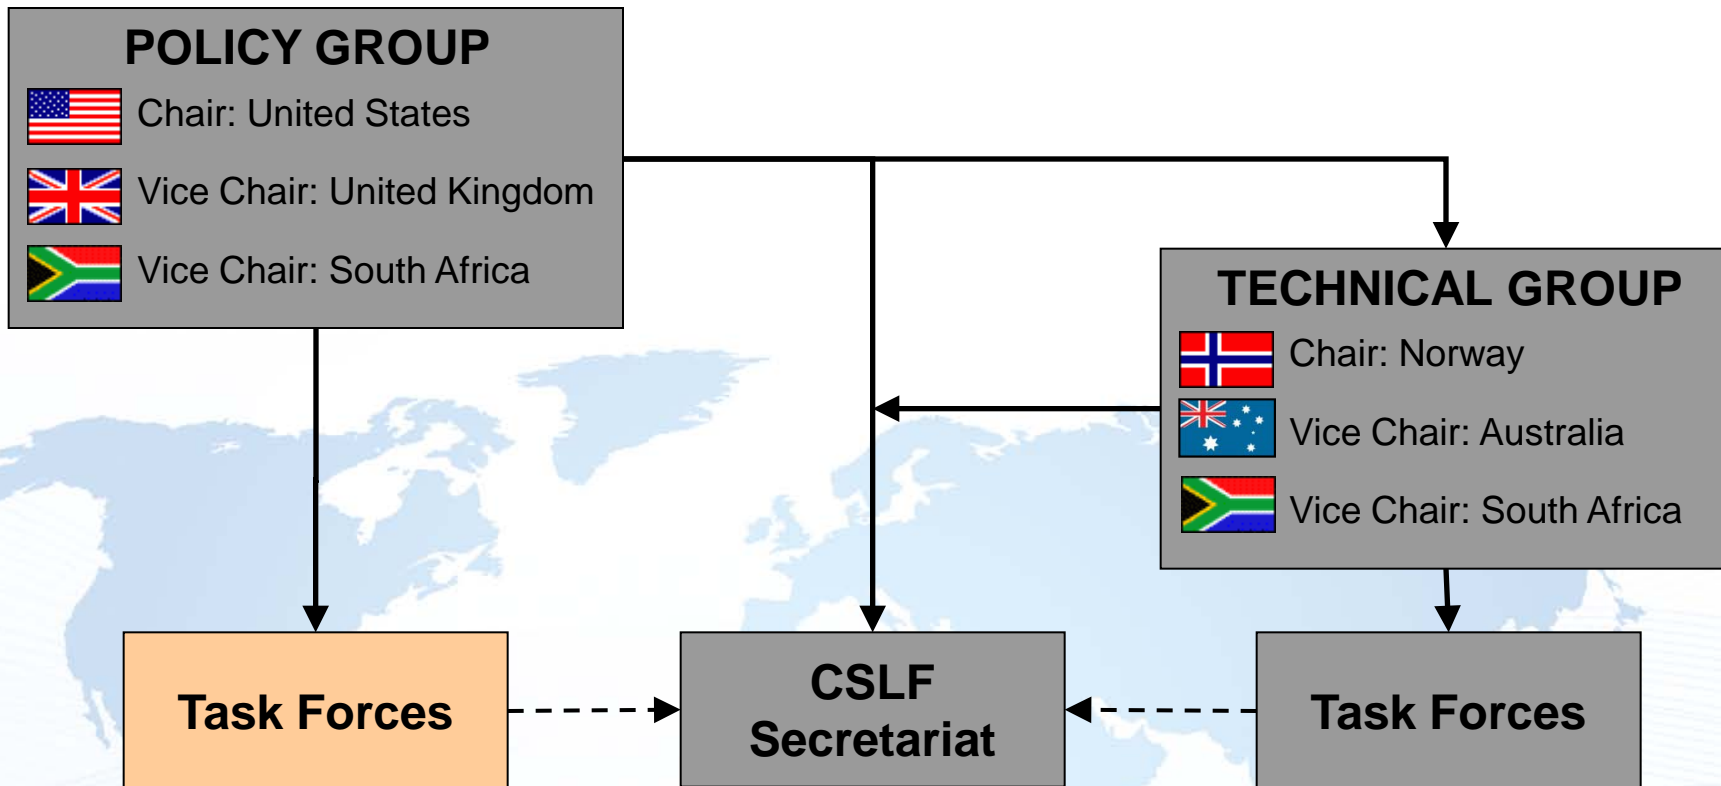 POLICY GROUP
Chair: United States
Vice Chair: United Kingdom
Vice Chair: South Africa
TECHNICAL GROUP
Chair: Norway
Vice Chair: Australia
Vice Chair: South Africa
Task Forces
CSLF
Secretariat
Task Forces